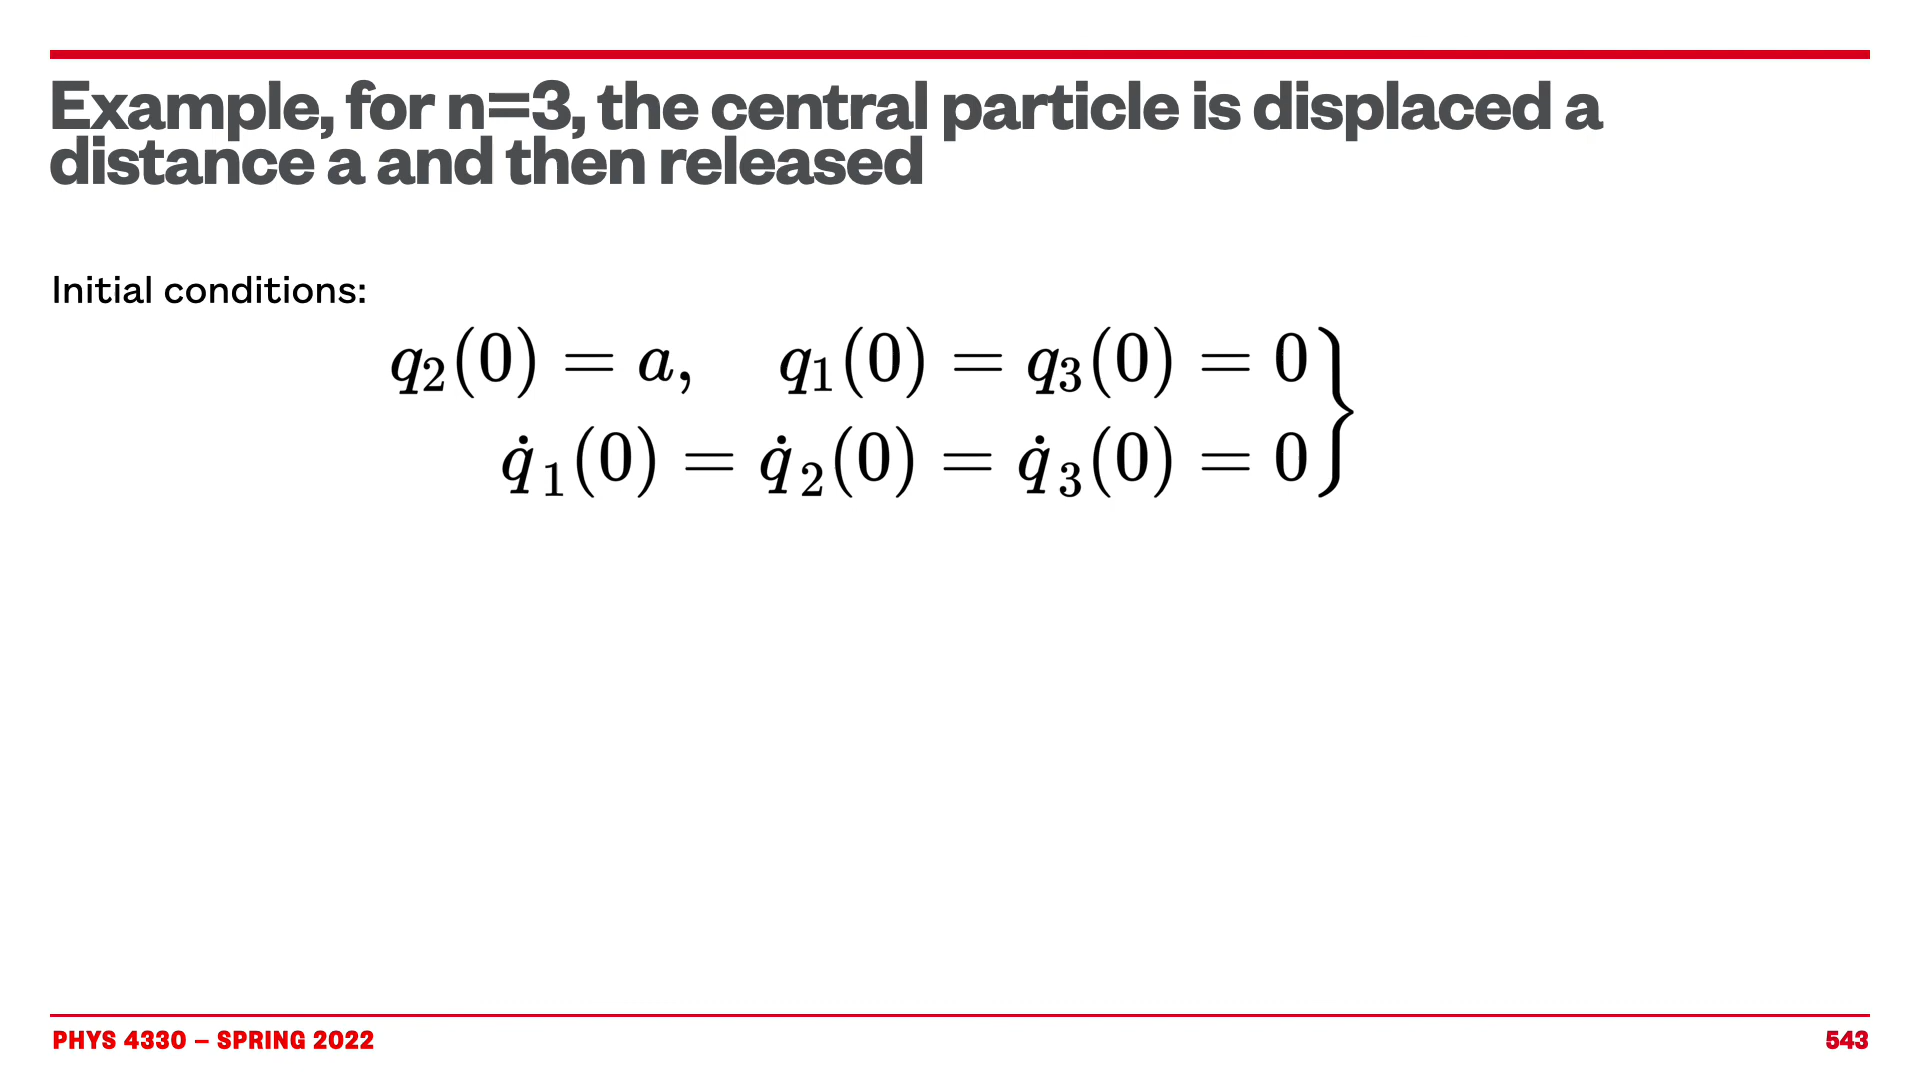 Example, for n=3, the central particle is displaced a
distance a and then released
Initial conditions:
q₂(0) = a, q₁(0) = q₃(0) = 0}
q̇₁(0) = q̇₂(0) = q̇₃(0) = 0
PHYS 4330 – SPRING 2022
543